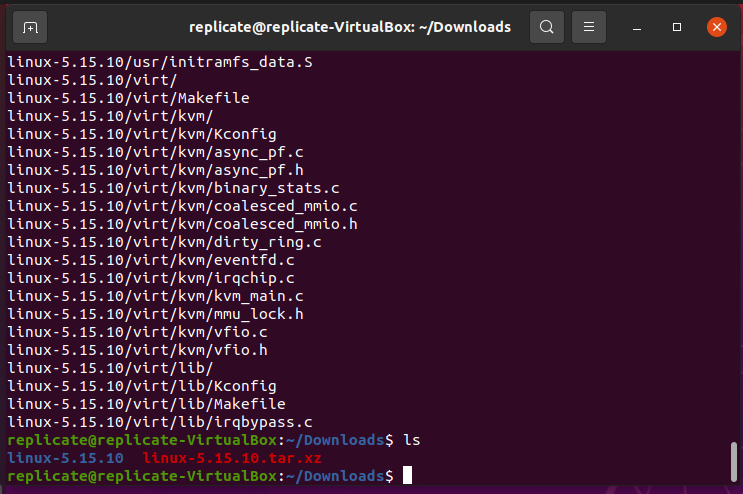 replicate@replicate-VirtualBox: ~/Downloads
linux-5.15.10/usr/initramfs_data.S
linux-5.15.10/virt/
linux-5.15.10/virt/Makefile
linux-5.15.10/virt/kvm/
linux-5.15.10/virt/kvm/Kconfig
linux-5.15.10/virt/kvm/async_pf.c
linux-5.15.10/virt/kvm/async_pf.h
linux-5.15.10/virt/kvm/binary_stats.c
linux-5.15.10/virt/kvm/coalesced_mmio.c
linux-5.15.10/virt/kvm/coalesced_mmio.h
linux-5.15.10/virt/kvm/dirty_ring.c
linux-5.15.10/virt/kvm/eventfd.c
linux-5.15.10/virt/kvm/irqchip.c
linux-5.15.10/virt/kvm/kvm_main.c
linux-5.15.10/virt/kvm/mmu_lock.h
linux-5.15.10/virt/kvm/vfio.c
linux-5.15.10/virt/kvm/vfio.h
linux-5.15.10/virt/lib/
linux-5.15.10/virt/lib/Kconfig
linux-5.15.10/virt/lib/Makefile
linux-5.15.10/virt/lib/irqbypass.c
replicate@replicate-VirtualBox:~/Downloads$ ls
linux-5.15.10  linux-5.15.10.tar.xz
replicate@replicate-VirtualBox:~/Downloads$